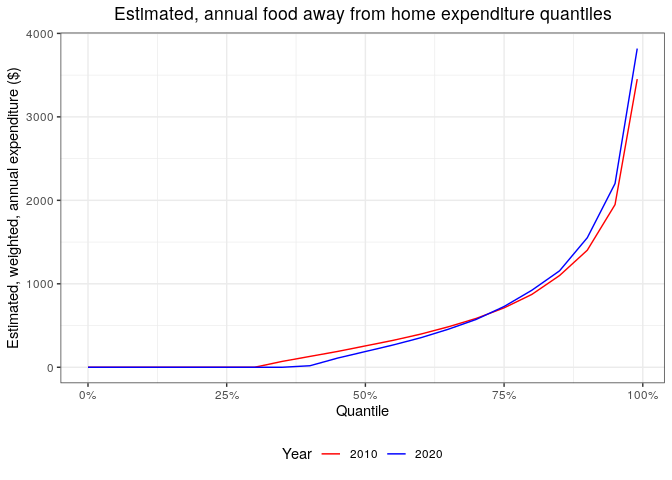 Estimated, annual food away from home expenditure quantiles
Estimated, weighted, annual expenditure ($)
4000
3000
2000
1000
0
0% 25% 50% 75% 100%
Quantile
Year 2010 2020